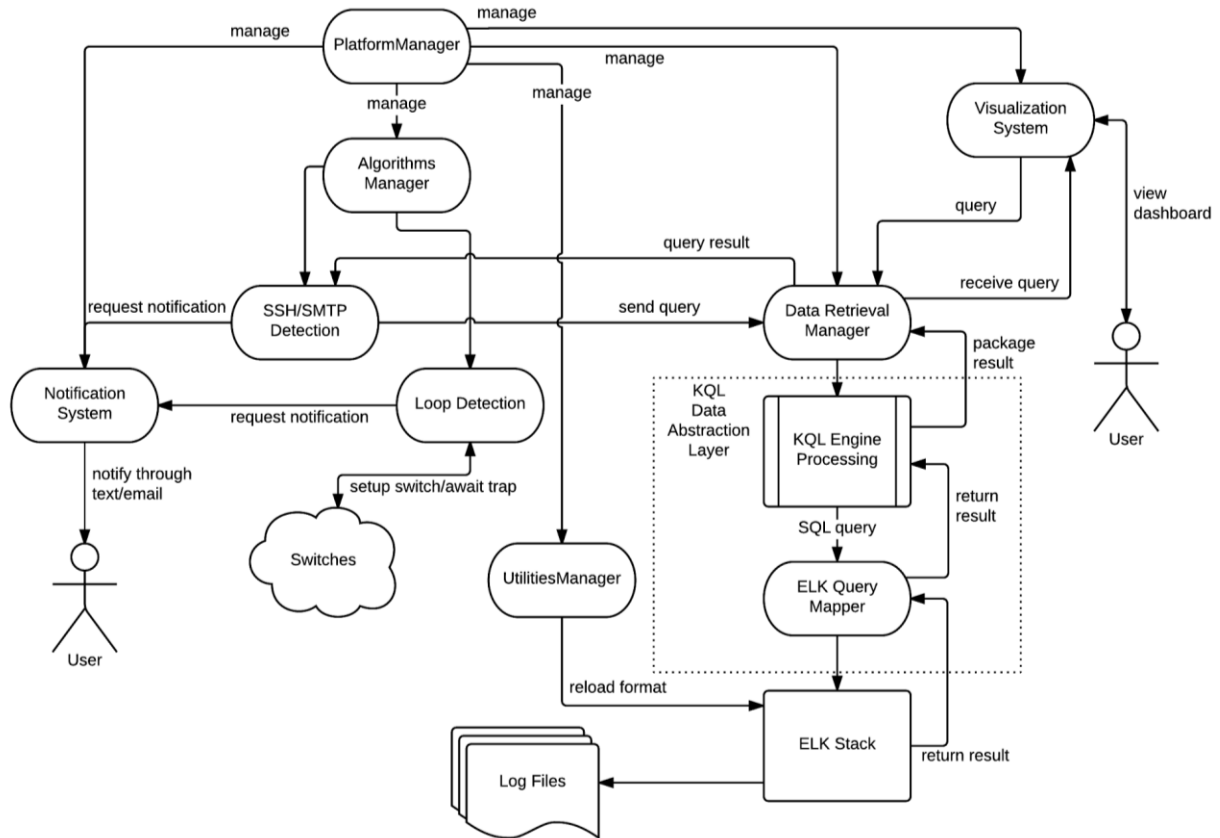 manage
manage
PlatformManager
manage
manage
manage
Visualization
System
Algorithms
Manager
view
dashboard
query
query result
receive query
request notification
SSH/SMTP
Detection
send query
Data Retrieval
Manager
package
result
Notification
System
request notification
Loop Detection
KQL
Data
Abstraction
Layer
KQL Engine
Processing
User
notify through
text/email
setup switch/await trap
return
result
SQL query
Switches
UtilitiesManager
ELK Query
Mapper
User
reload format
ELK Stack
return result
Log Files